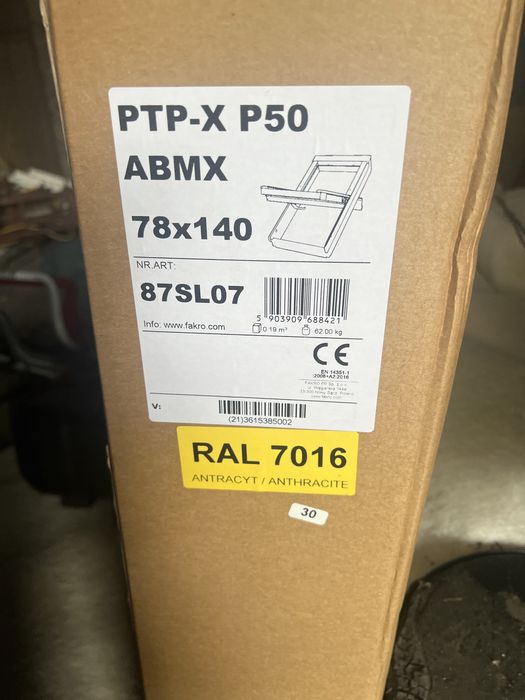 PTP-X P50
ABMX
78x140
NR.ART:
87SL07
5 903909 688421
Info: www.fakro.com
0.19 m³
62.00 kg
CE
EN 14351-1
:2006+A2:2016
V:
(21)3615385002
RAL 7016
ANTRACYT / ANTHRACITE
30